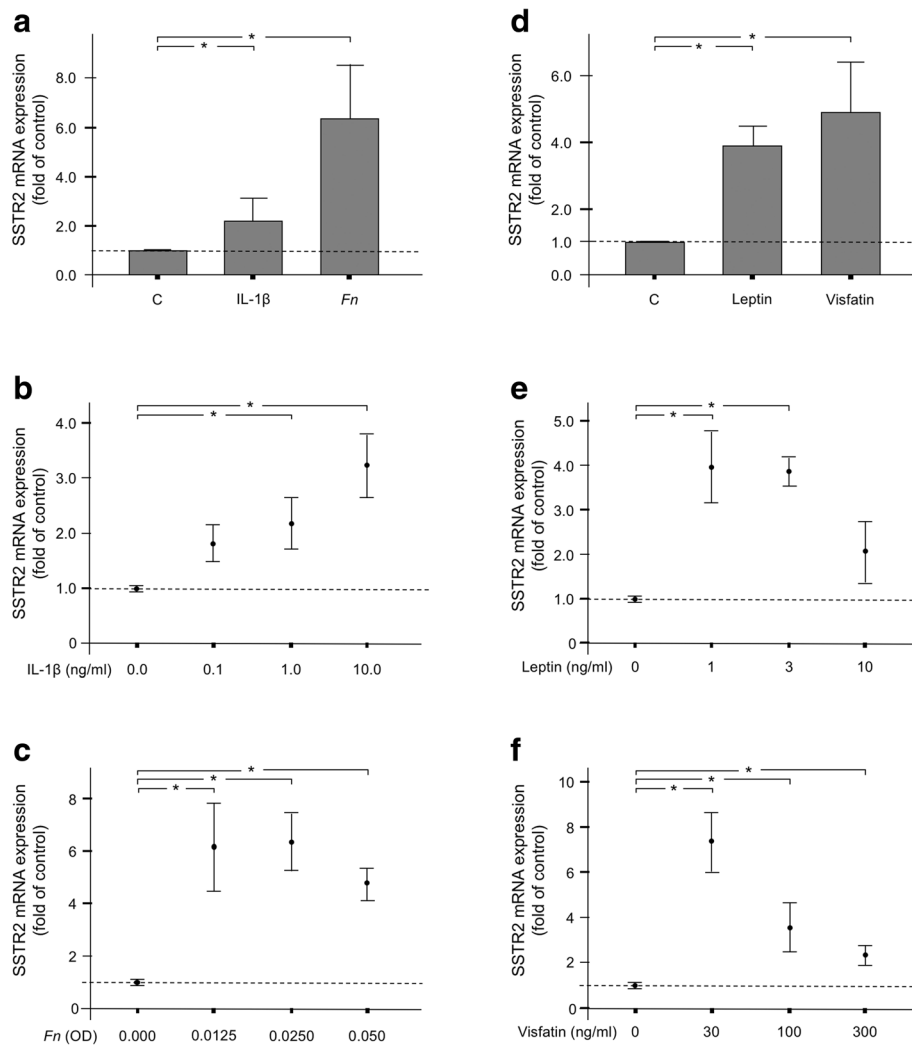 a
SSTR2 mRNA expression
(fold of control)
8.0
6.0
4.0
2.0
0.0
*
*
C IL-1β Fn
d
SSTR2 mRNA expression
(fold of control)
6.0
4.0
2.0
1.0
0.0
*
*
C Leptin Visfatin
b
SSTR2 mRNA expression
(fold of control)
4.0
3.0
2.0
1.0
0
*
*
IL-1β (ng/ml) 0.0 0.1 1.0 10.0
e
SSTR2 mRNA expression
(fold of control)
5.0
4.0
3.0
2.0
1.0
0
*
*
Leptin (ng/ml) 0 1 3 10
c
SSTR2 mRNA expression
(fold of control)
8
6
4
2
0
*
*
*
Fn (OD) 0.000 0.0125 0.0250 0.050
f
SSTR2 mRNA expression
(fold of control)
10
8
6
4
2
1
0
*
*
*
Visfatin (ng/ml) 0 30 100 300